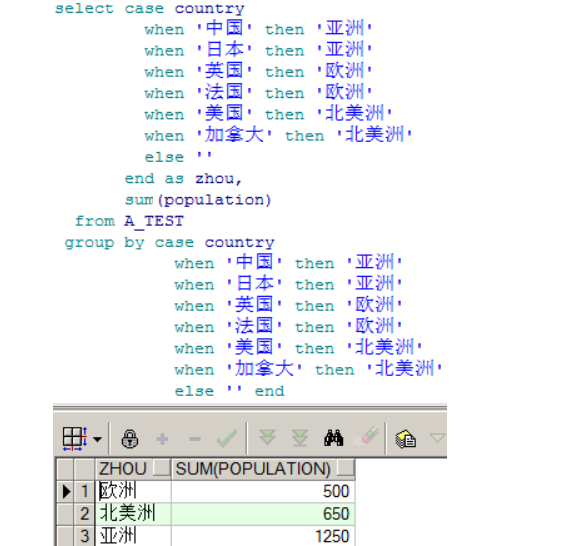 select case country
when '中国' then '亚洲'
when '日本' then '亚洲'
when '英国' then '欧洲'
when '法国' then '欧洲'
when '美国' then '北美洲'
when '加拿大' then '北美洲'
else ''
end as zhou,
sum(population)
from A_TEST
group by case country
when '中国' then '亚洲'
when '日本' then '亚洲'
when '英国' then '欧洲'
when '法国' then '欧洲'
when '美国' then '北美洲'
when '加拿大' then '北美洲'
else '' end
ZHOU SUM(POPULATION)
1 欧洲 500
2 北美洲 650
3 亚洲 1250